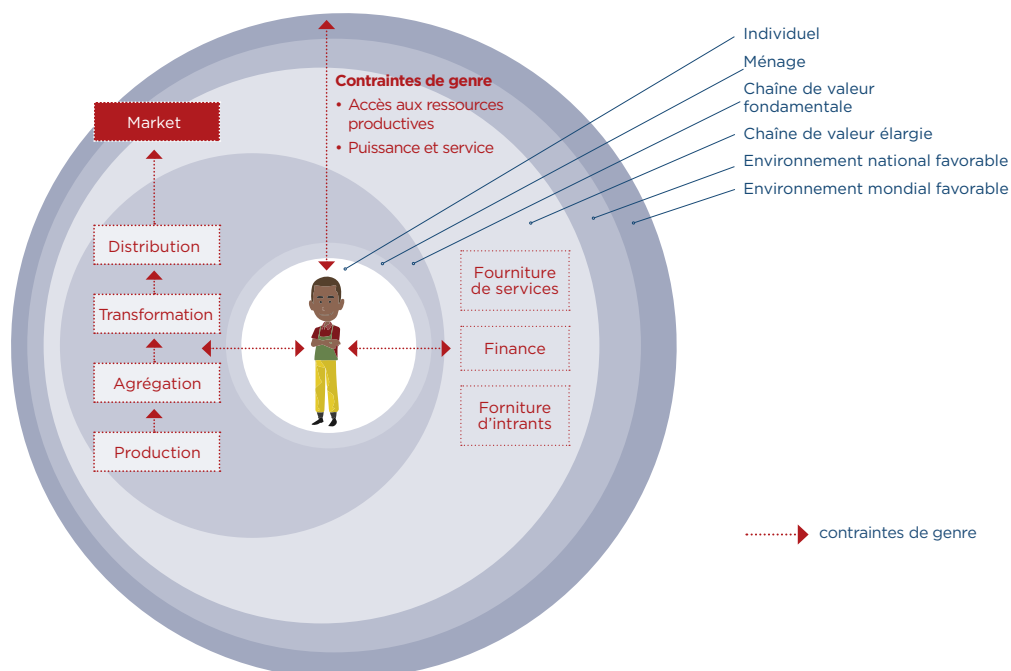 Individuel
Ménage
Chaîne de valeur
fondamentale
Chaîne de valeur élargie
Environnement national favorable
Environnement mondial favorable
Contraintes de genre
• Accès aux ressources
productives
• Puissance et service
Market
Distribution
Transformation
Agrégation
Production
Fourniture
de services
Finance
Forniture
d'intrants
contraintes de genre